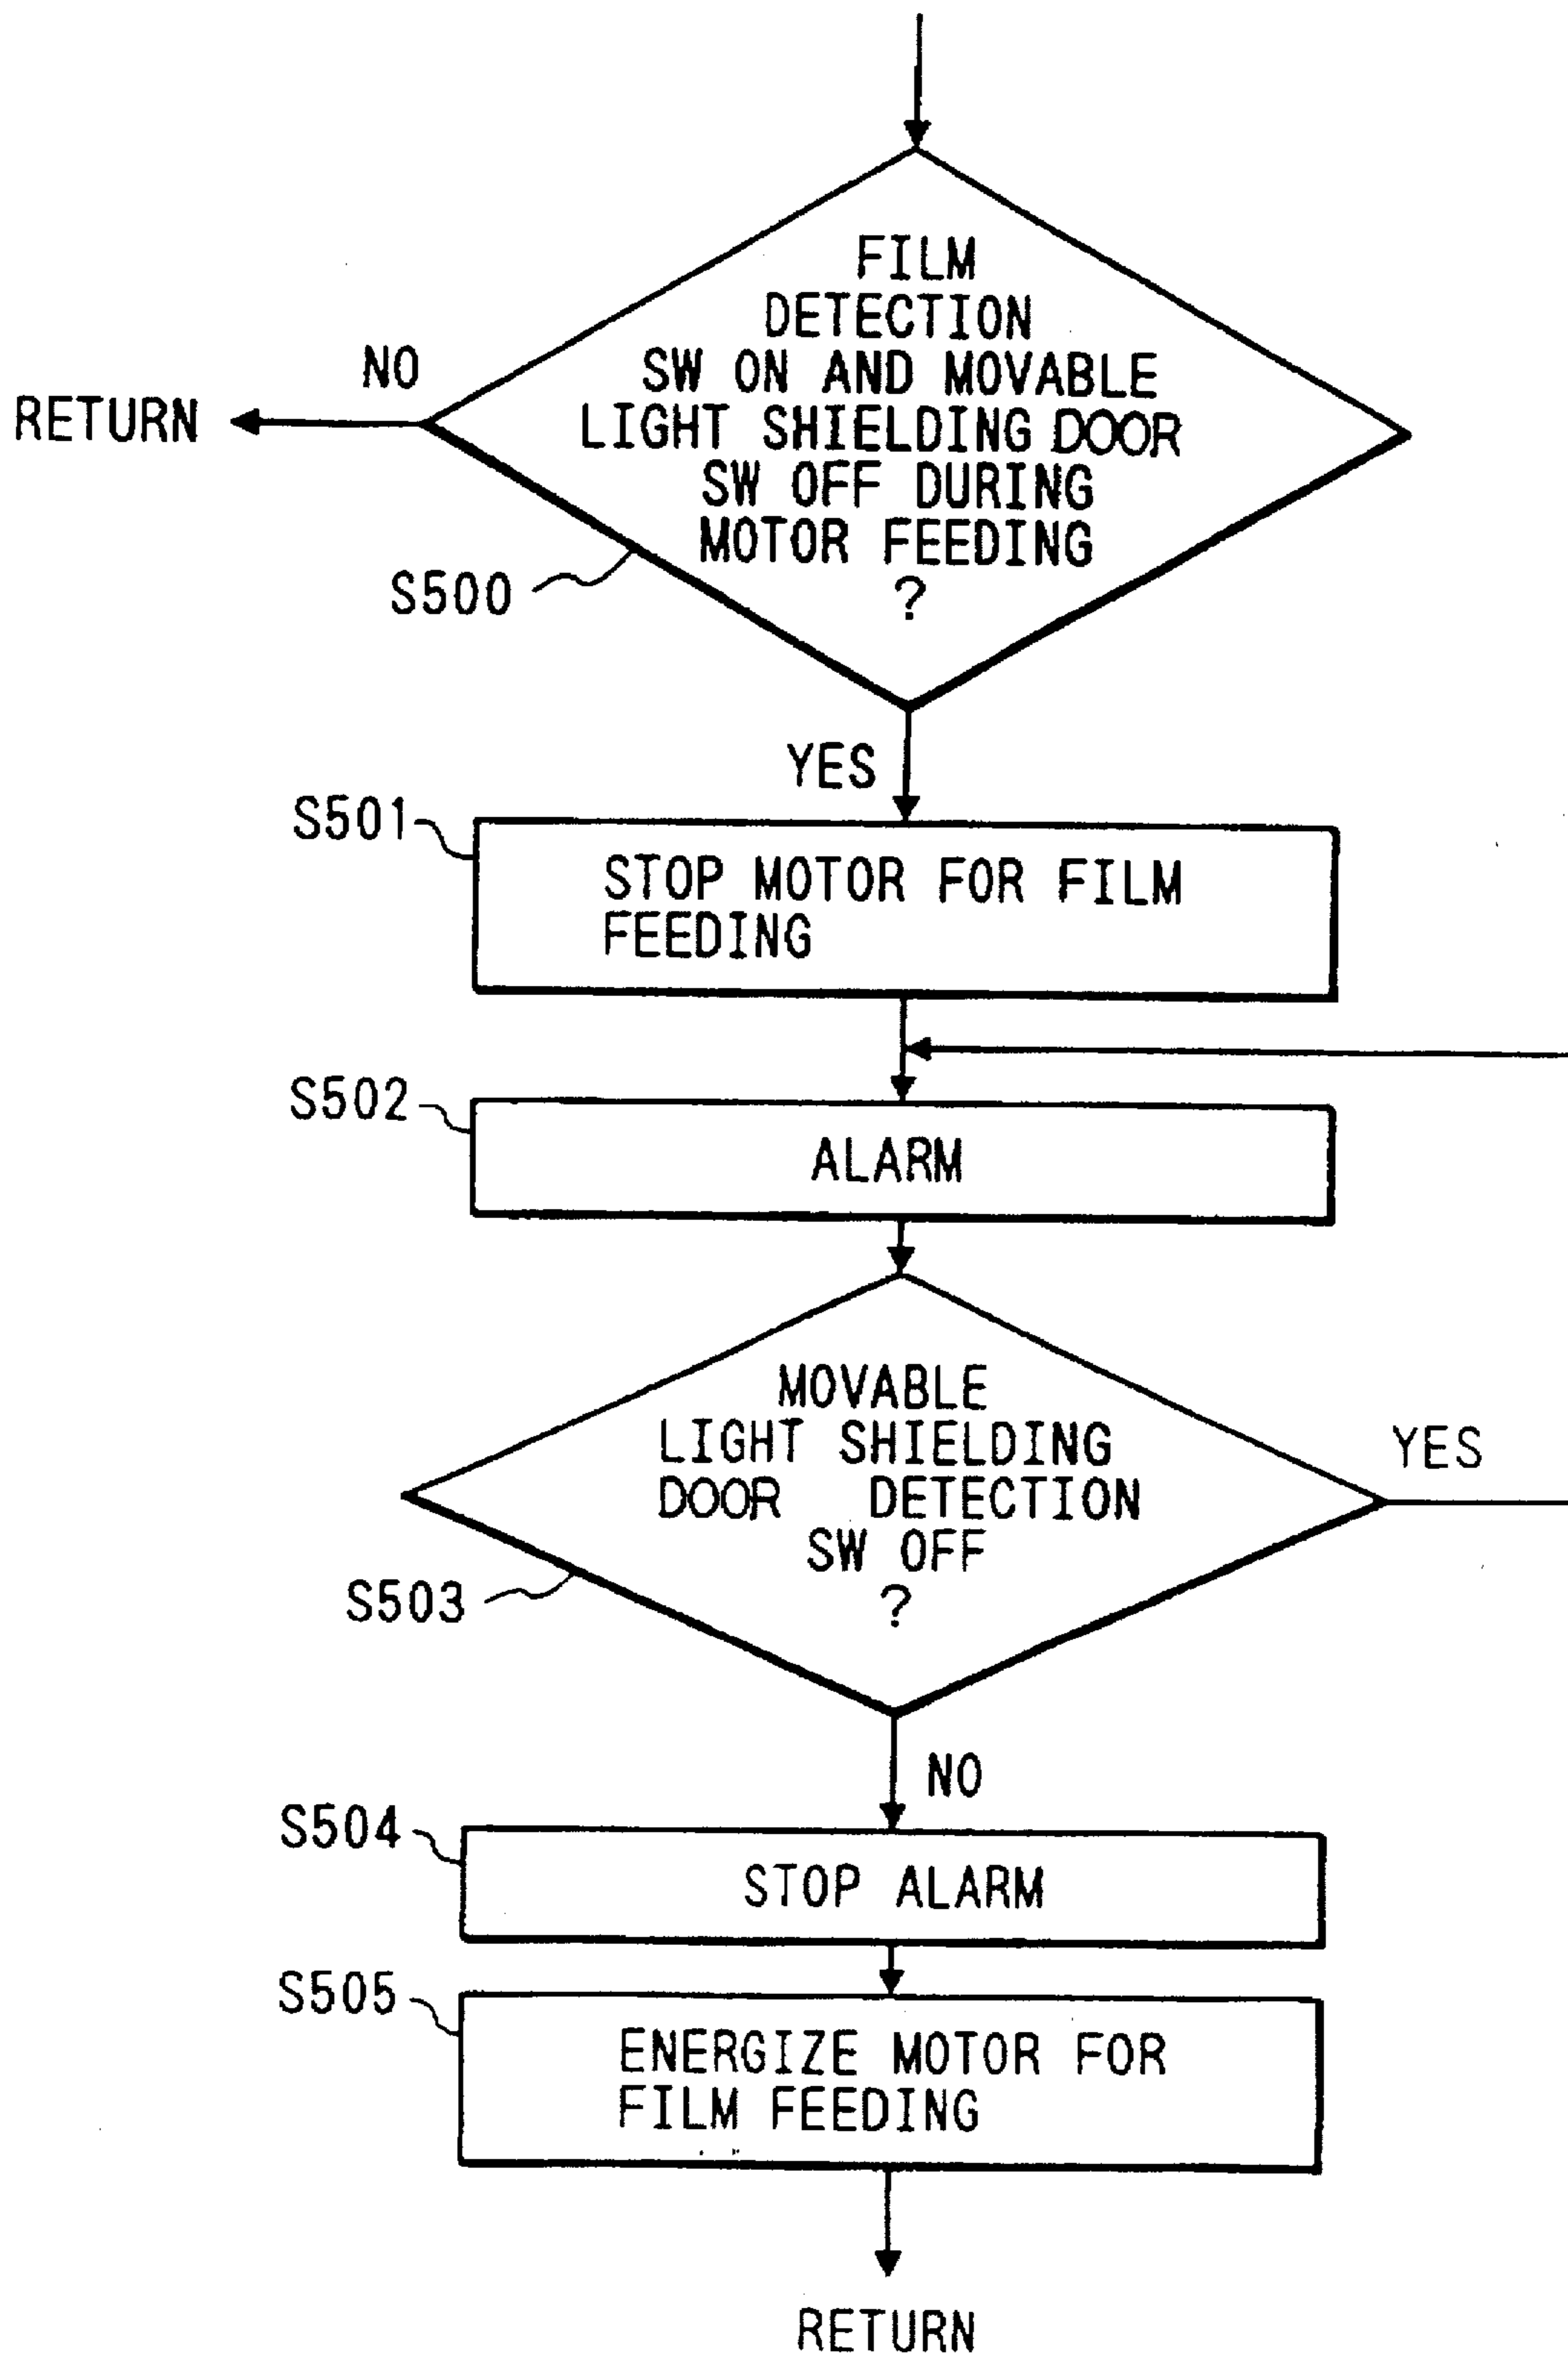 FILM
DETECTION
SW ON AND MOVABLE
LIGHT SHIELDING DOOR
SW OFF DURING
MOTOR FEEDING
?
NO
RETURN
S500
YES
S501
STOP MOTOR FOR FILM
FEEDING
S502
ALARM
MOVABLE
LIGHT SHIELDING
DOOR DETECTION
SW OFF
?
YES
S503
NO
S504
STOP ALARM
S505
ENERGIZE MOTOR FOR
FILM FEEDING
RETURN